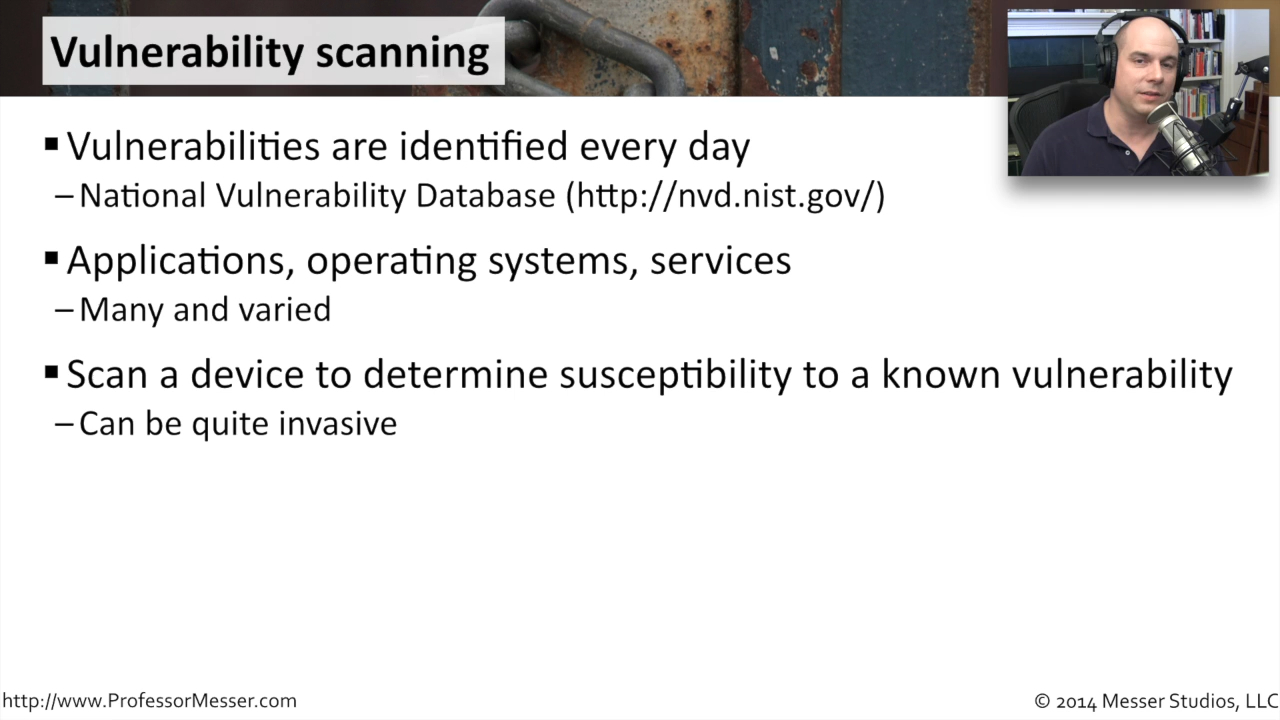 Vulnerability scanning
▪ Vulnerabilities are identified every day
– National Vulnerability Database (http://nvd.nist.gov/)
▪ Applications, operating systems, services
– Many and varied
▪ Scan a device to determine susceptibility to a known vulnerability
– Can be quite invasive
http://www.ProfessorMesser.com
© 2014 Messer Studios, LLC